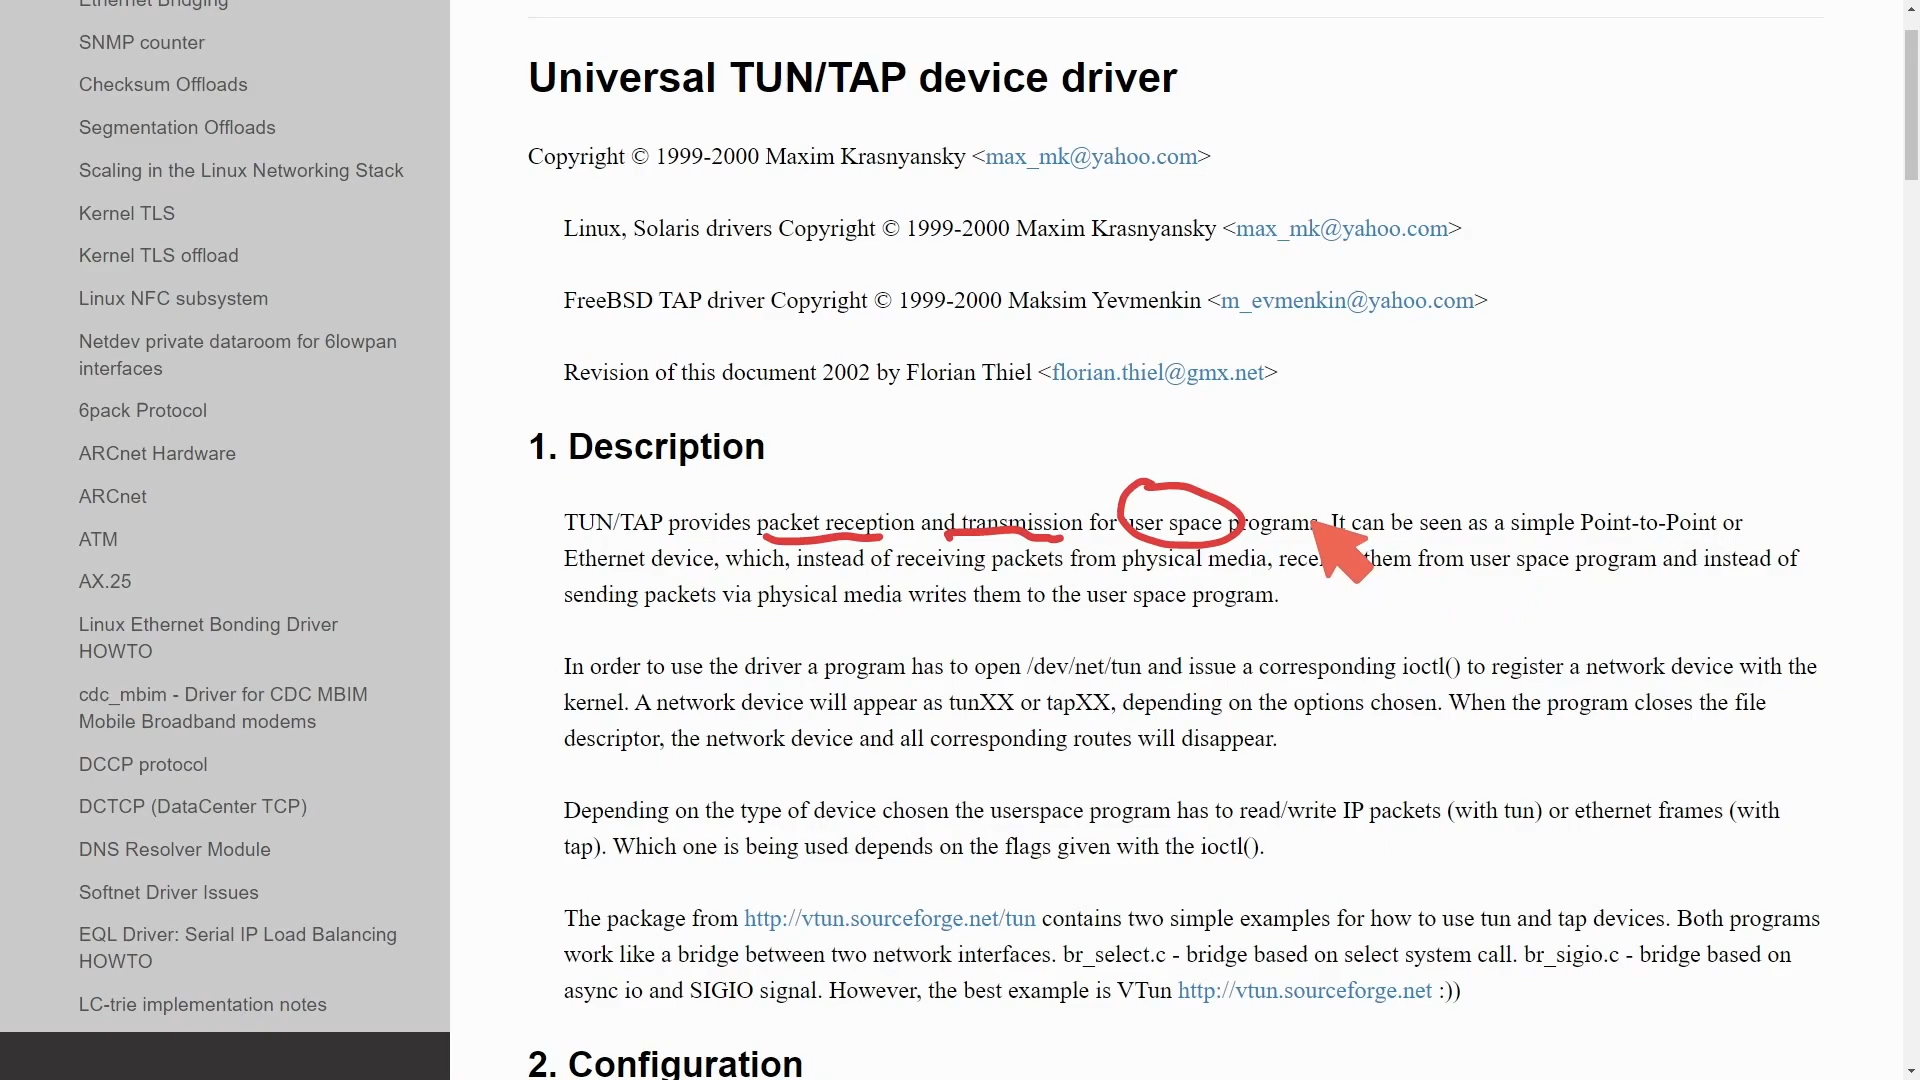 Ethernet Bridging
SNMP counter
Checksum Offloads
Segmentation Offloads
Scaling in the Linux Networking Stack
Kernel TLS
Kernel TLS offload
Linux NFC subsystem
Netdev private dataroom for 6lowpan
interfaces
6pack Protocol
ARCnet Hardware
ARCnet
ATM
AX.25
Linux Ethernet Bonding Driver
HOWTO
cdc_mbim - Driver for CDC MBIM
Mobile Broadband modems
DCCP protocol
DCTCP (DataCenter TCP)
DNS Resolver Module
Softnet Driver Issues
EQL Driver: Serial IP Load Balancing
HOWTO
LC-trie implementation notes
Universal TUN/TAP device driver
Copyright © 1999-2000 Maxim Krasnyansky <max_mk@yahoo.com>
Linux, Solaris drivers Copyright © 1999-2000 Maxim Krasnyansky <max_mk@yahoo.com>
FreeBSD TAP driver Copyright © 1999-2000 Maksim Yevmenkin <m_evmenkin@yahoo.com>
Revision of this document 2002 by Florian Thiel <florian.thiel@gmx.net>
1. Description
TUN/TAP provides packet reception and transmission for user space programs. It can be seen as a simple Point-to-Point or
Ethernet device, which, instead of receiving packets from physical media, them from user space program and instead of
sending packets via physical media writes them to the user space program.
In order to use the driver a program has to open /dev/net/tun and issue a corresponding ioctl() to register a network device with the
kernel. A network device will appear as tunXX or tapXX, depending on the options chosen. When the program closes the file
descriptor, the network device and all corresponding routes will disappear.
Depending on the type of device chosen the userspace program has to read/write IP packets (with tun) or ethernet frames (with
tap). Which one is being used depends on the flags given with the ioctl().
The package from http://vtun.sourceforge.net/tun contains two simple examples for how to use tun and tap devices. Both programs
work like a bridge between two network interfaces. br_select.c - bridge based on select system call. br_sigio.c - bridge based on
async io and SIGIO signal. However, the best example is VTun http://vtun.sourceforge.net :))
2. Configuration